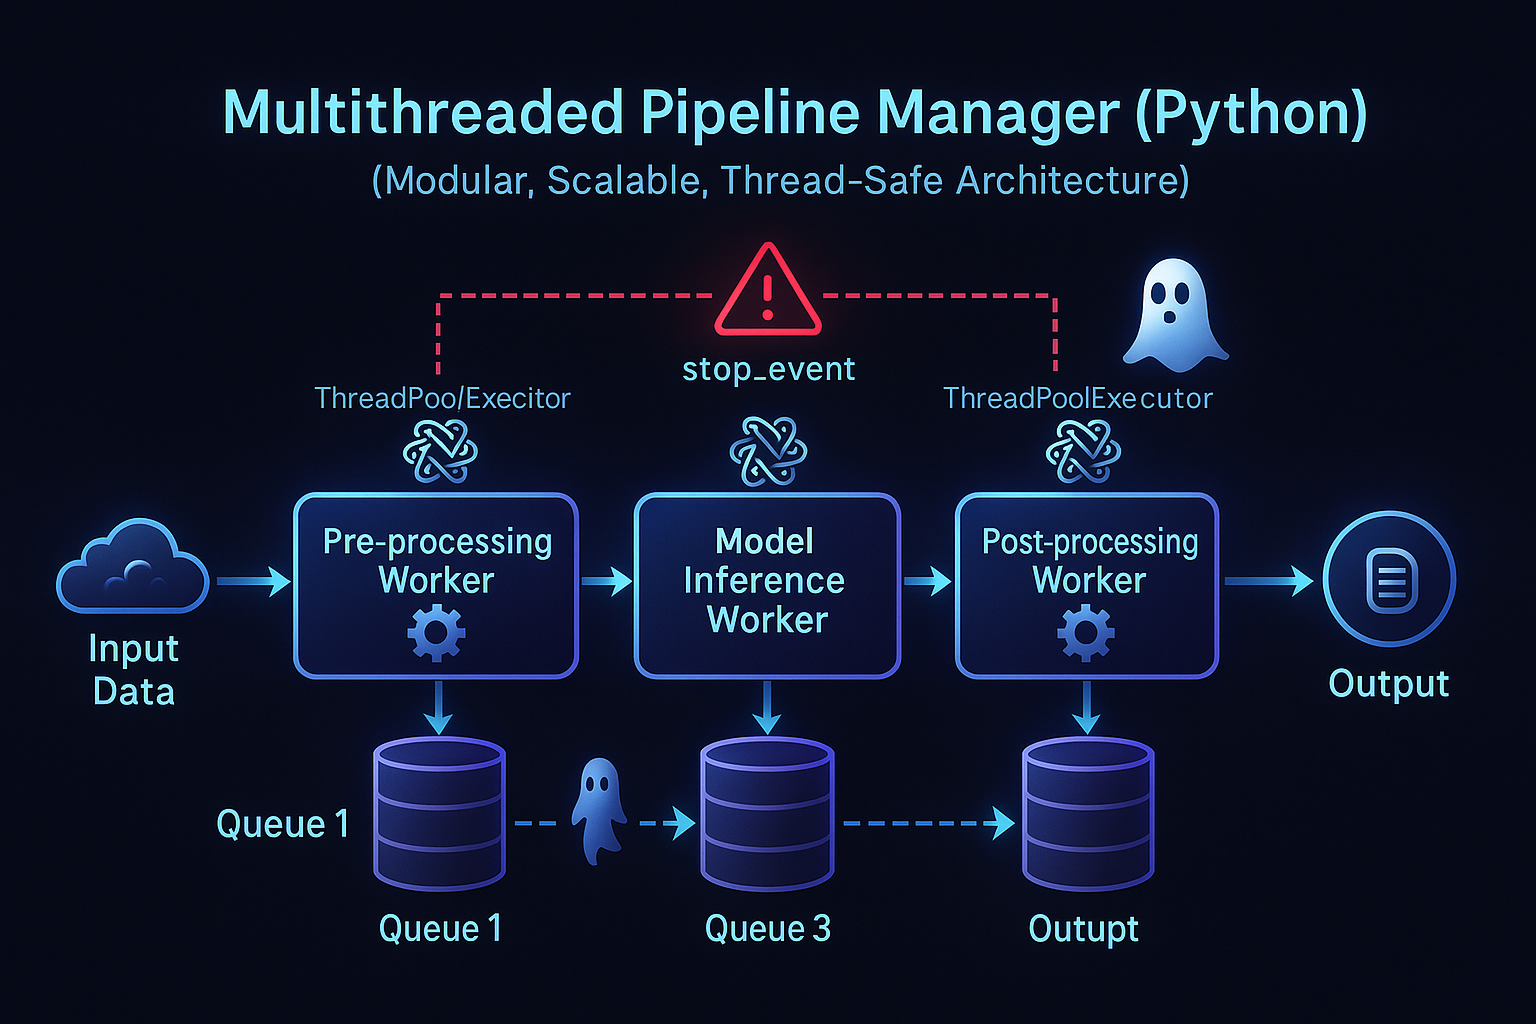 Multithreaded Pipeline Manager (Python)
(Modular, Scalable, Thread-Safe Architecture)
stop_event
ThreadPoo/Execitor
ThreadPoolExecutor
Pre-processing
Worker
Model
Inference
Worker
Post-processing
Worker
Input
Data
Output
Queue 1
Queue 1
Queue 3
Outupt